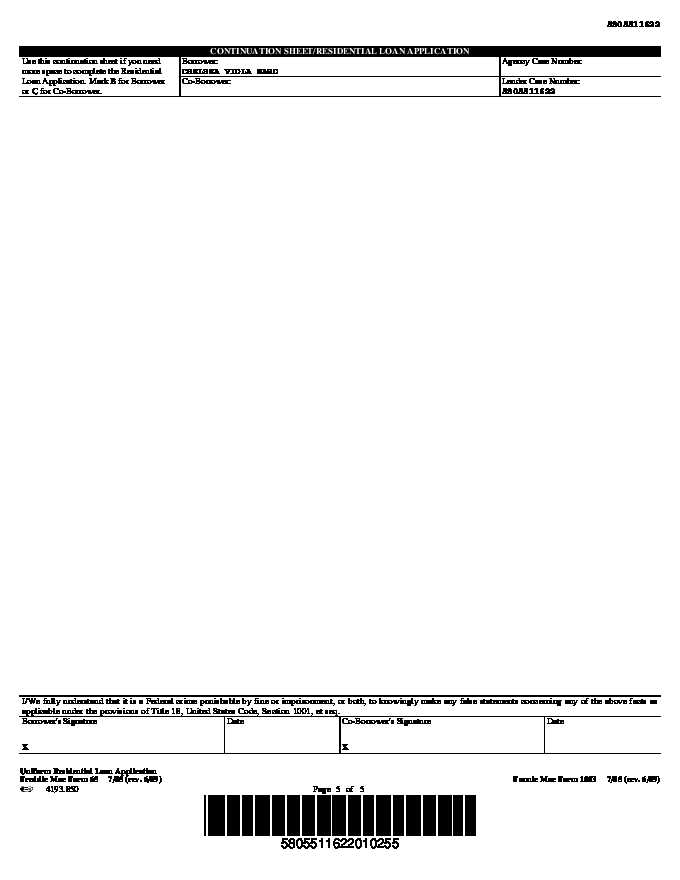 5805511622
CONTINUATION SHEET/RESIDENTIAL LOAN APPLICATION
Use this continuation sheet if you need
more space to complete the Residential
Loan Application. Mark B for Borrower
or C for Co-Borrower.
Borrower:
CHELSEA
Co-Borrower:
Agency Case Number:
Lender Case Number:
5805511622
I/We fully understand that it is a Federal crime punishable by fine or imprisonment, or both, to knowingly make any false statements concerning any of the above facts as
applicable under the provisions of Title 18, United States Code, Section 1001, et seq.
Borrower's Signature
Date
Co-Borrower's Signature
Date
X
X
Uniform Residential Loan Application
Freddie Mac Form 65 7/05 (rev. 6/09)
Fannie Mae Form 1003 7/05 (rev. 6/09)
4193.850
Page 5 of 5
5805511622010255